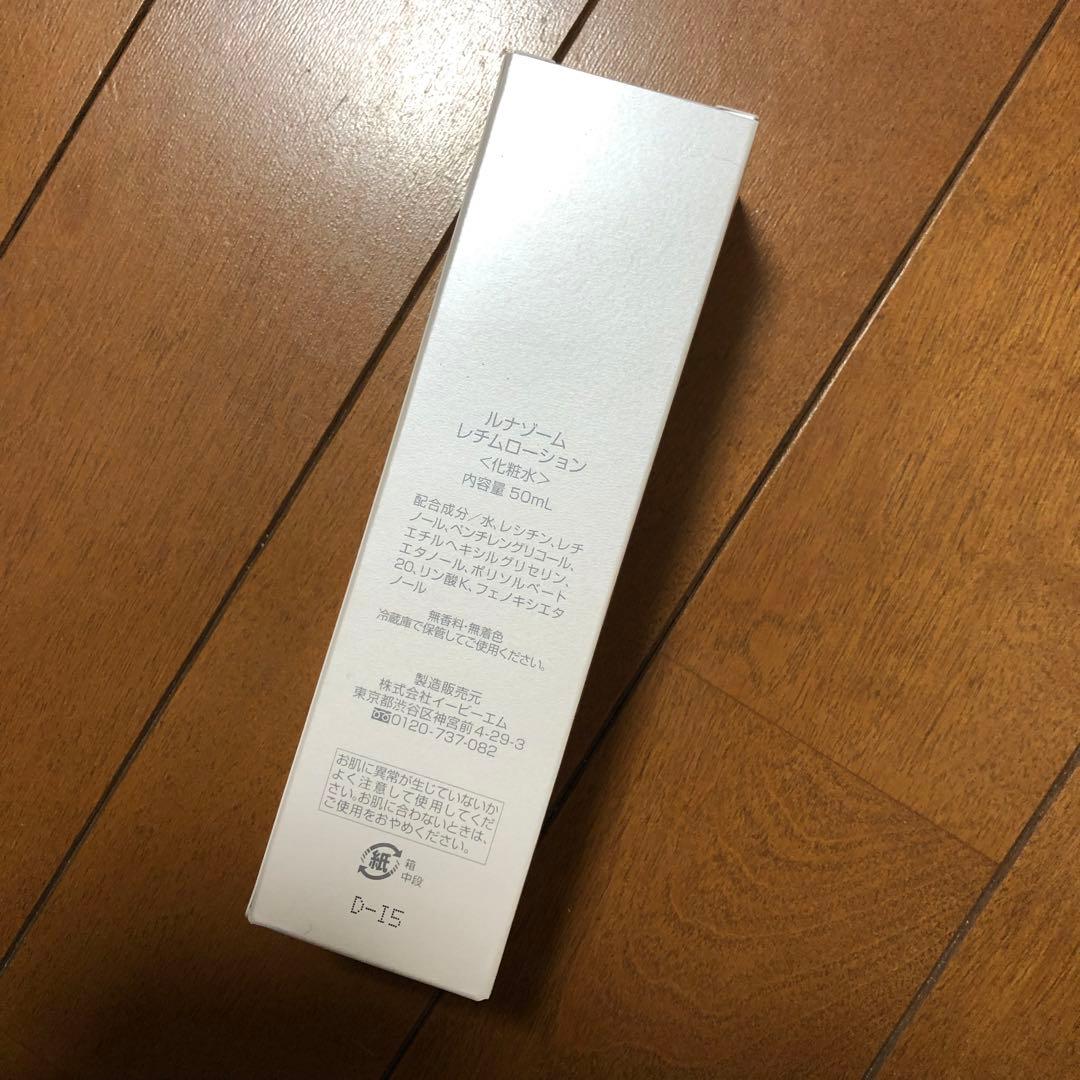 ルナゾーム
レチムローション
<化粧水>
内容量 50mL
配合成分/水、レシチン、レチ
ノール、ペンチレングリコール、
エチルヘキシルグリセリン、
エタノール、ポリソルベート
20、リン酸K、フェノキシエタ
ノール
無香料・無着色
冷蔵庫で保管してご使用ください。
製造販売元
株式会社イービーエム
東京都渋谷区神宮前4-29-3
0120-737-082
お肌に異常が生じていないか
よく注意して使用してくだ
さい。お肌に合わないときは、
ご使用をおやめください。
紙 箱
中段
D-I5